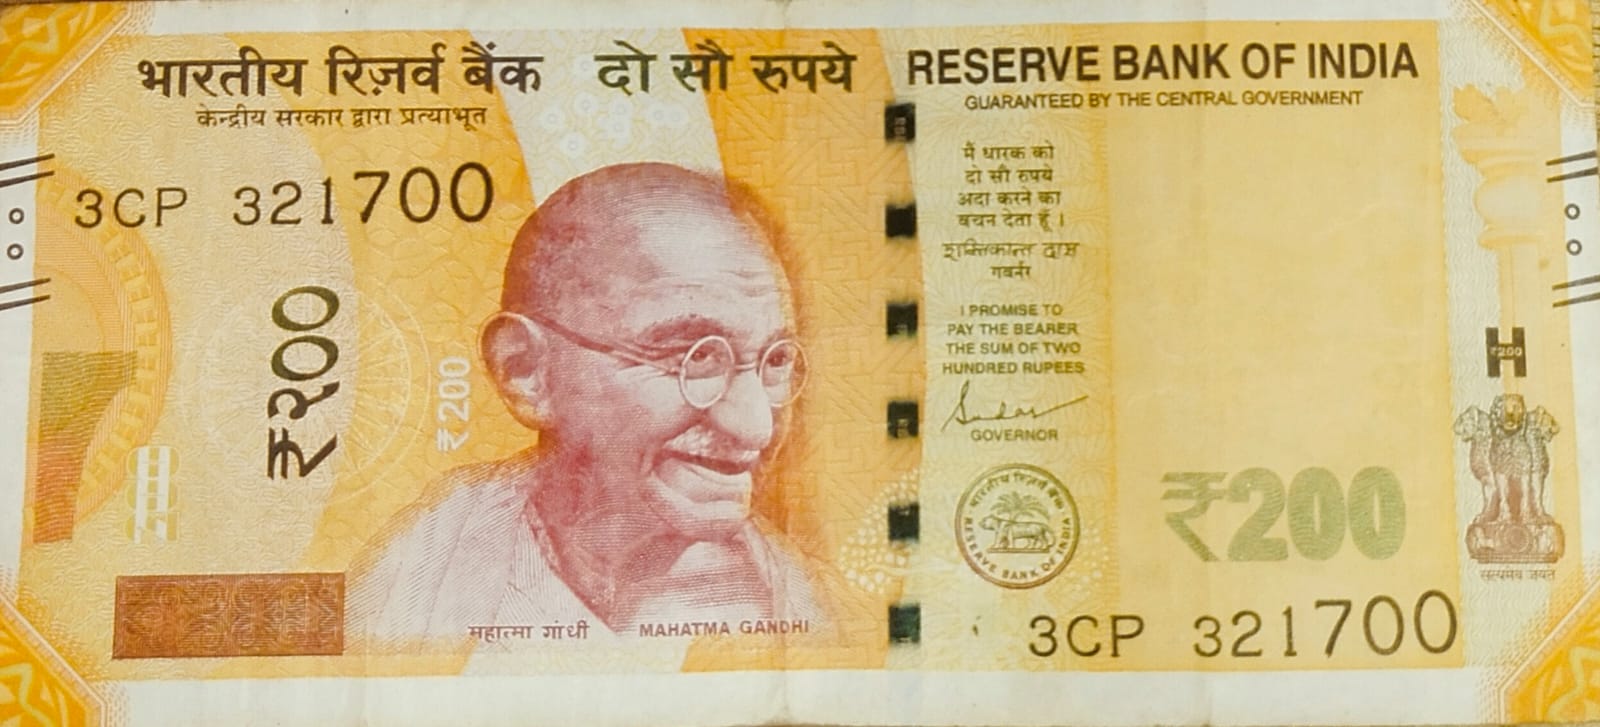 भारतीय रिज़र्व बैंक दो सौ रुपये RESERVE BANK OF INDIA
केन्द्रीय सरकार द्वारा प्रत्याभूत
GUARANTEED BY THE CENTRAL GOVERNMENT
3CP 321700
₹२००
₹200
महात्मा गांधी MAHATMA GANDHI
मैं धारक को
दो सौ रुपये
अदा करने का
वचन देता हूँ ।
शक्तिकान्त दास
गवर्नर
I PROMISE TO
PAY THE BEARER
THE SUM OF TWO
HUNDRED RUPEES
GOVERNOR
भारतीय रिज़र्व बैंक
RESERVE BANK OF INDIA
₹200
₹200
सत्यमेव जयते
3CP 321700